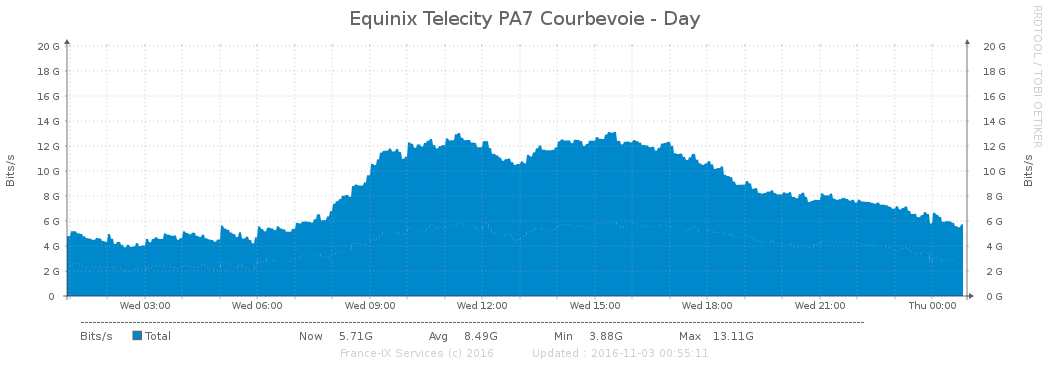 Equinix Telecity PA7 Courbevoie - Day
RRDTOOL / TOBI OETIKER
Bits/s
20 G
18 G
16 G
14 G
12 G
10 G
8 G
6 G
4 G
2 G
0
20 G
18 G
16 G
14 G
12 G
10 G
8 G
6 G
4 G
2 G
0 G
Bits/s
Wed 03:00 Wed 06:00 Wed 09:00 Wed 12:00 Wed 15:00 Wed 18:00 Wed 21:00 Thu 00:00
Bits/s Total Now 5.71G Avg 8.49G Min 3.88G Max 13.11G
France-IX Services (c) 2016 Updated : 2016-11-03 00:55:11